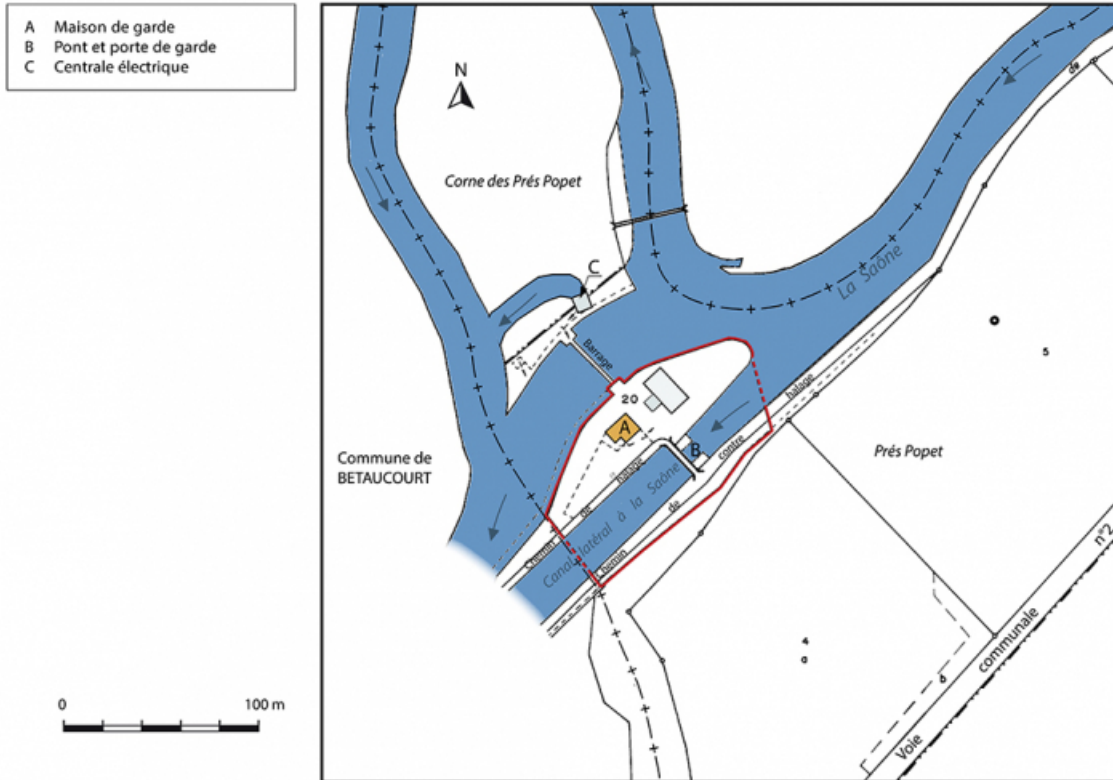 A Maison de garde
B Pont et porte de garde
C Centrale électrique
N
de
Corne des Prés Popet
La Saône
C
Barrage
5
halage
20
A
B
contre
Prés Popet
Commune de
BETAUCOURT
halage
de
Chemin
Canal latéral à la Saône
de
Chemin
n°2
communale
Voie
4
a
b
0 100 m